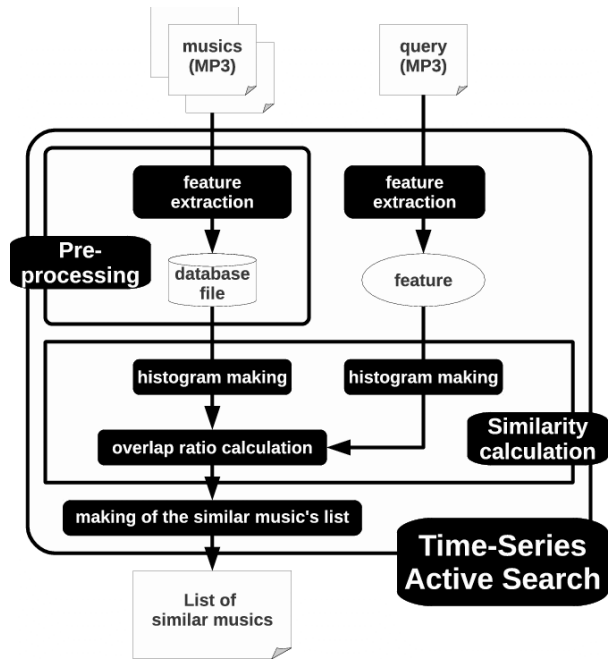 musics
(MP3)
query
(MP3)
feature
extraction
feature
extraction
Pre-
processing
database
file
feature
histogram making
histogram making
overlap ratio calculation
Similarity
calculation
making of the similar music's list
Time-Series
Active Search
List of
similar musics